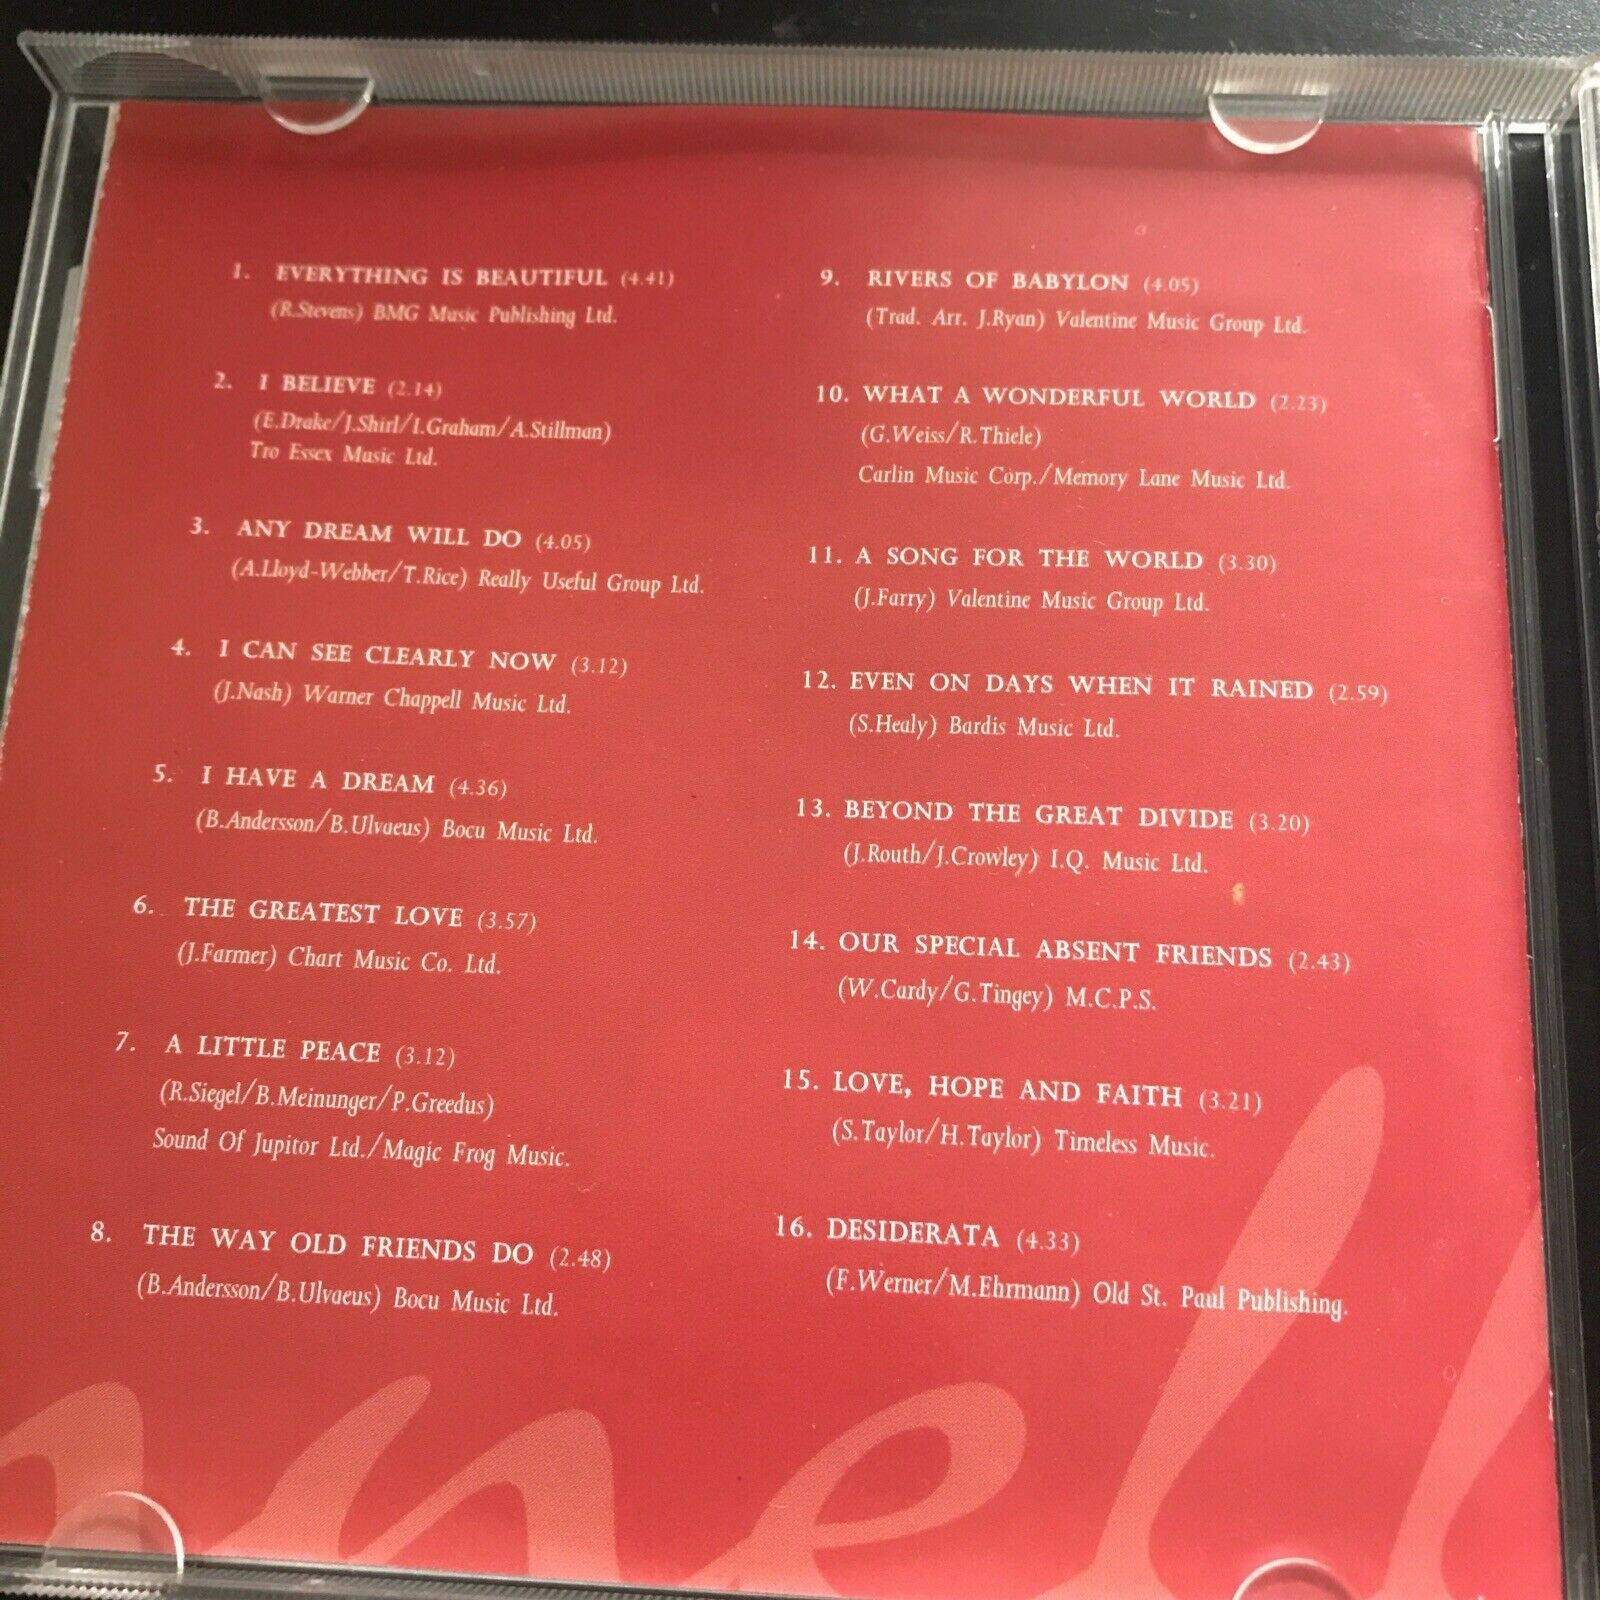 1. EVERYTHING IS BEAUTIFUL (4.41)
(R.Stevens) BMG Music Publishing Ltd.
2. I BELIEVE (2.14)
(E.Drake/J.Shirl/I.Graham/A.Stillman)
Tro Essex Music Ltd.
3. ANY DREAM WILL DO (4.05)
(A.Lloyd-Webber/T.Rice) Really Useful Group Ltd.
4. I CAN SEE CLEARLY NOW (3.12)
(J.Nash) Warner Chappell Music Ltd.
5. I HAVE A DREAM (4.36)
(B.Andersson/B.Ulvaeus) Bocu Music Ltd.
6. THE GREATEST LOVE (3.57)
(J.Farmer) Chart Music Co. Ltd.
7. A LITTLE PEACE (3.12)
(R.Siegel/B.Meinunger/P.Greedus)
Sound Of Jupitor Ltd./Magic Frog Music.
8. THE WAY OLD FRIENDS DO (2.48)
(B.Andersson/B.Ulvaeus) Bocu Music Ltd.
9. RIVERS OF BABYLON (4.05)
(Trad. Arr. J.Ryan) Valentine Music Group Ltd.
10. WHAT A WONDERFUL WORLD (2.23)
(G.Weiss/R.Thiele)
Carlin Music Corp./Memory Lane Music Ltd.
11. A SONG FOR THE WORLD (3.30)
(J.Farry) Valentine Music Group Ltd.
12. EVEN ON DAYS WHEN IT RAINED (2.59)
(S.Healy) Bardis Music Ltd.
13. BEYOND THE GREAT DIVIDE (3.20)
(J.Routh/J.Crowley) I.Q. Music Ltd.
14. OUR SPECIAL ABSENT FRIENDS (2.43)
(W.Cardy/G.Tingey) M.C.P.S.
15. LOVE, HOPE AND FAITH (3.21)
(S.Taylor/H.Taylor) Timeless Music.
16. DESIDERATA (4.33)
(F.Werner/M.Ehrmann) Old St. Paul Publishing.